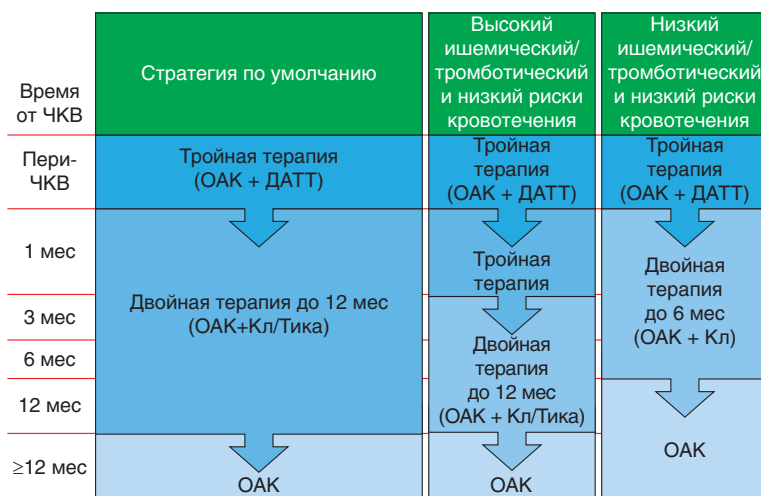 Время
от ЧКВ
Стратегия по умолчанию
Высокий
ишемический/
тромботический
и низкий риски
кровотечения
Низкий
ишемический/
тромботический
и низкий риски
кровотечения
Пери-
ЧКВ
Тройная терапия
(ОАК + ДАТТ)
Тройная
терапия
(ОАК + ДАТТ)
Тройная
терапия
(ОАК + ДАТТ)
1 мес
3 мес
6 мес
12 мес
≥12 мес
Двойная терапия до 12 мес
(ОАК+Кл/Тика)
ОАК
Тройная
терапия
Двойная
терапия
до 12 мес
(ОАК + Кл/Тика)
ОАК
Двойная
терапия
до 6 мес
(ОАК + Кл)
ОАК